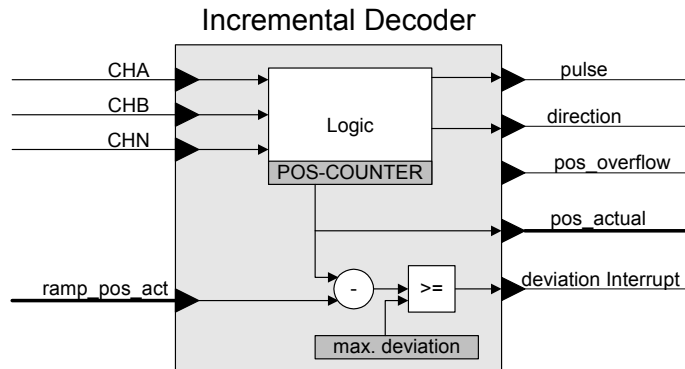 Incremental Decoder
CHA
CHB
CHN
Logic
POS-COUNTER
pulse
direction
pos_overflow
pos_actual
ramp_pos_act
-
>=
deviation Interrupt
max. deviation